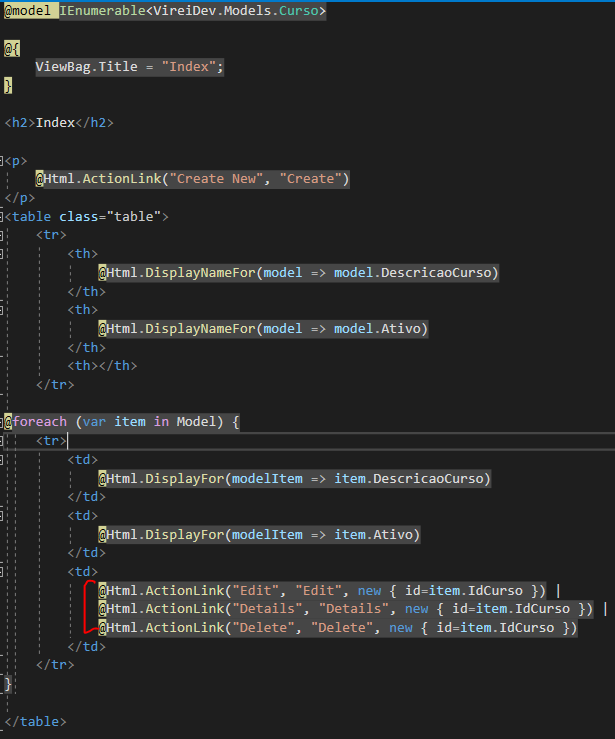 @model IEnumerable<VireiDev.Models.Curso>
@{
ViewBag.Title = "Index";
}
<h2>Index</h2>
<p>
@Html.ActionLink("Create New", "Create")
</p>
<table class="table">
<tr>
<th>
@Html.DisplayNameFor(model => model.DescricaoCurso)
</th>
<th>
@Html.DisplayNameFor(model => model.Ativo)
</th>
<th></th>
</tr>
@foreach (var item in Model) {
<tr>
<td>
@Html.DisplayFor(modelItem => item.DescricaoCurso)
</td>
<td>
@Html.DisplayFor(modelItem => item.Ativo)
</td>
<td>
@Html.ActionLink("Edit", "Edit", new { id=item.IdCurso }) |
@Html.ActionLink("Details", "Details", new { id=item.IdCurso }) |
@Html.ActionLink("Delete", "Delete", new { id=item.IdCurso })
</td>
</tr>
}
</table>